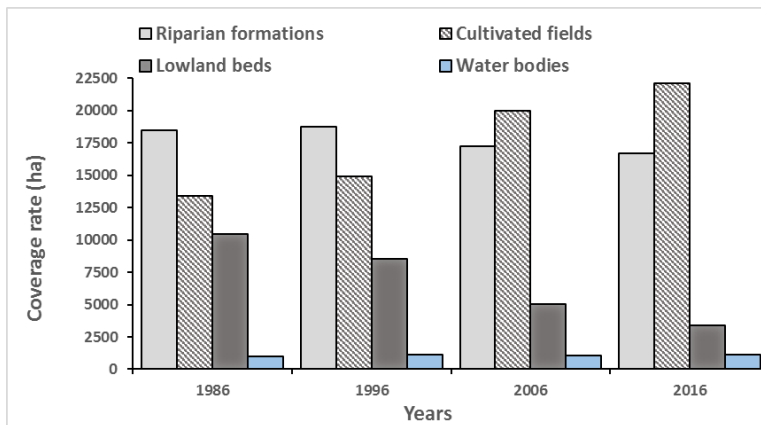 Riparian formations
Cultivated fields
Lowland beds
Water bodies
22500
20000
17500
15000
12500
10000
7500
5000
2500
0
Coverage rate (ha)
1986
1996
2006
2016
Years